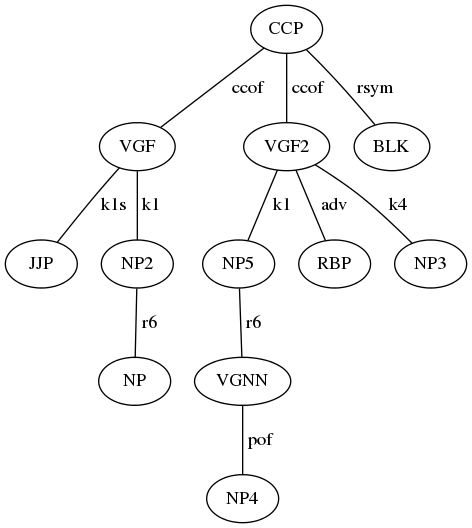 CCP
ccof ccof rsym
VGF VGF2 BLK
k1s k1 k1 adv k4
JJP NP2 NP5 RBP NP3
r6 r6
NP VGNN
pof
NP4